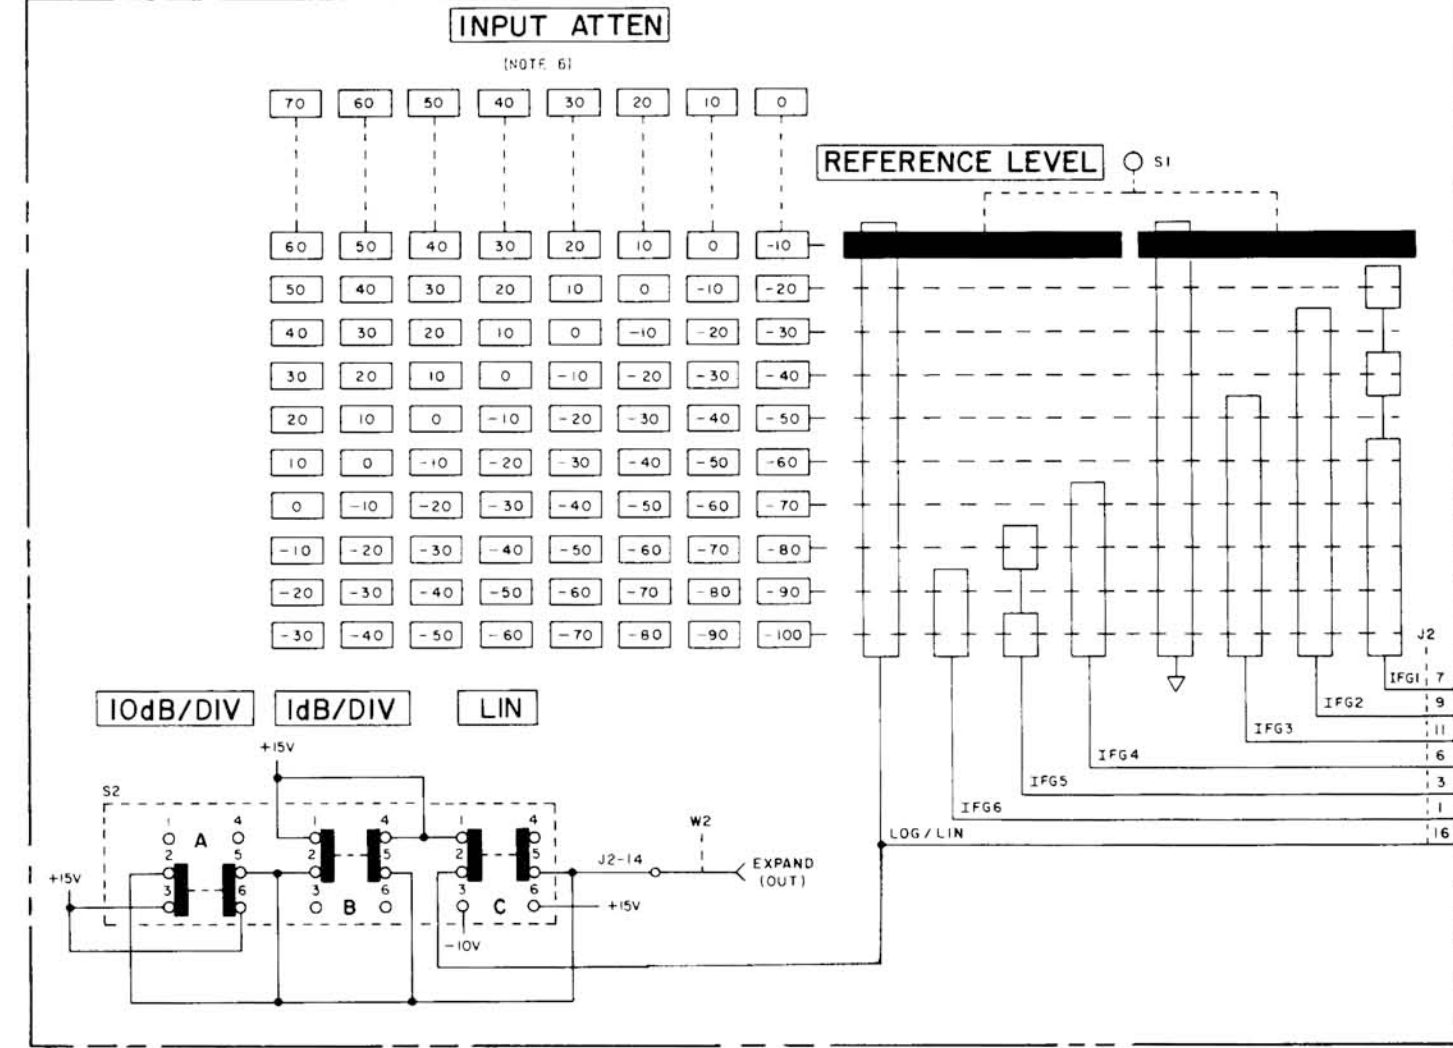 INPUT ATTEN
(NOTE 6)
70 60 50 40 30 20 10 0
REFERENCE LEVEL S1
60 50 40 30 20 10 0 -10
50 40 30 20 10 0 -10 -20
40 30 20 10 0 -10 -20 -30
30 20 10 0 -10 -20 -30 -40
20 10 0 -10 -20 -30 -40 -50
10 0 -10 -20 -30 -40 -50 -60
0 -10 -20 -30 -40 -50 -60 -70
-10 -20 -30 -40 -50 -60 -70 -80
-20 -30 -40 -50 -60 -70 -80 -90
-30 -40 -50 -60 -70 -80 -90 -100
J2
IFG1 7
IFG2 9
IFG3 11
IFG4 6
IFG5 3
IFG6 1
LOG/LIN 16
10dB/DIV 1dB/DIV LIN
+15V
S2
1 4 1 4 1 4
A
2 5 2 5 2 5
+15V
3 6 3 6 3 6
B C
+15V
-10V
W2
J2-14
EXPAND
(OUT)